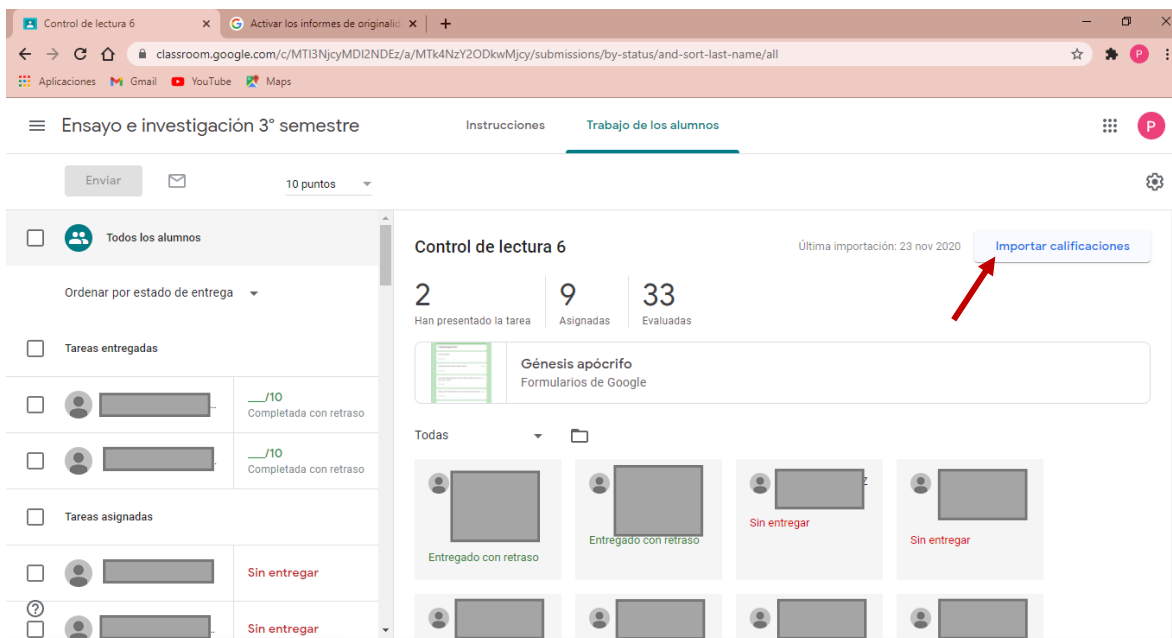 Control de lectura 6
Activar los informes de originalid
classroom.google.com/c/MTI3NjcyMDI2NDEz/a/MTk4NzY2ODkwMjcy/submissions/by-status/and-sort-last-name/all
P
Aplicaciones
Gmail
YouTube
Maps
Ensayo e investigación 3° semestre
Instrucciones
Trabajo de los alumnos
P
Enviar
10 puntos
Todos los alumnos
Ordenar por estado de entrega
Tareas entregadas
__/10
Completada con retraso
__/10
Completada con retraso
Tareas asignadas
Sin entregar
Sin entregar
Control de lectura 6
Última importación: 23 nov 2020
Importar calificaciones
2
Han presentado la tarea
9
Asignadas
33
Evaluadas
Génesis apócrifo
Formularios de Google
Todas
Entregado con retraso
Entregado con retraso
Sin entregar
Sin entregar